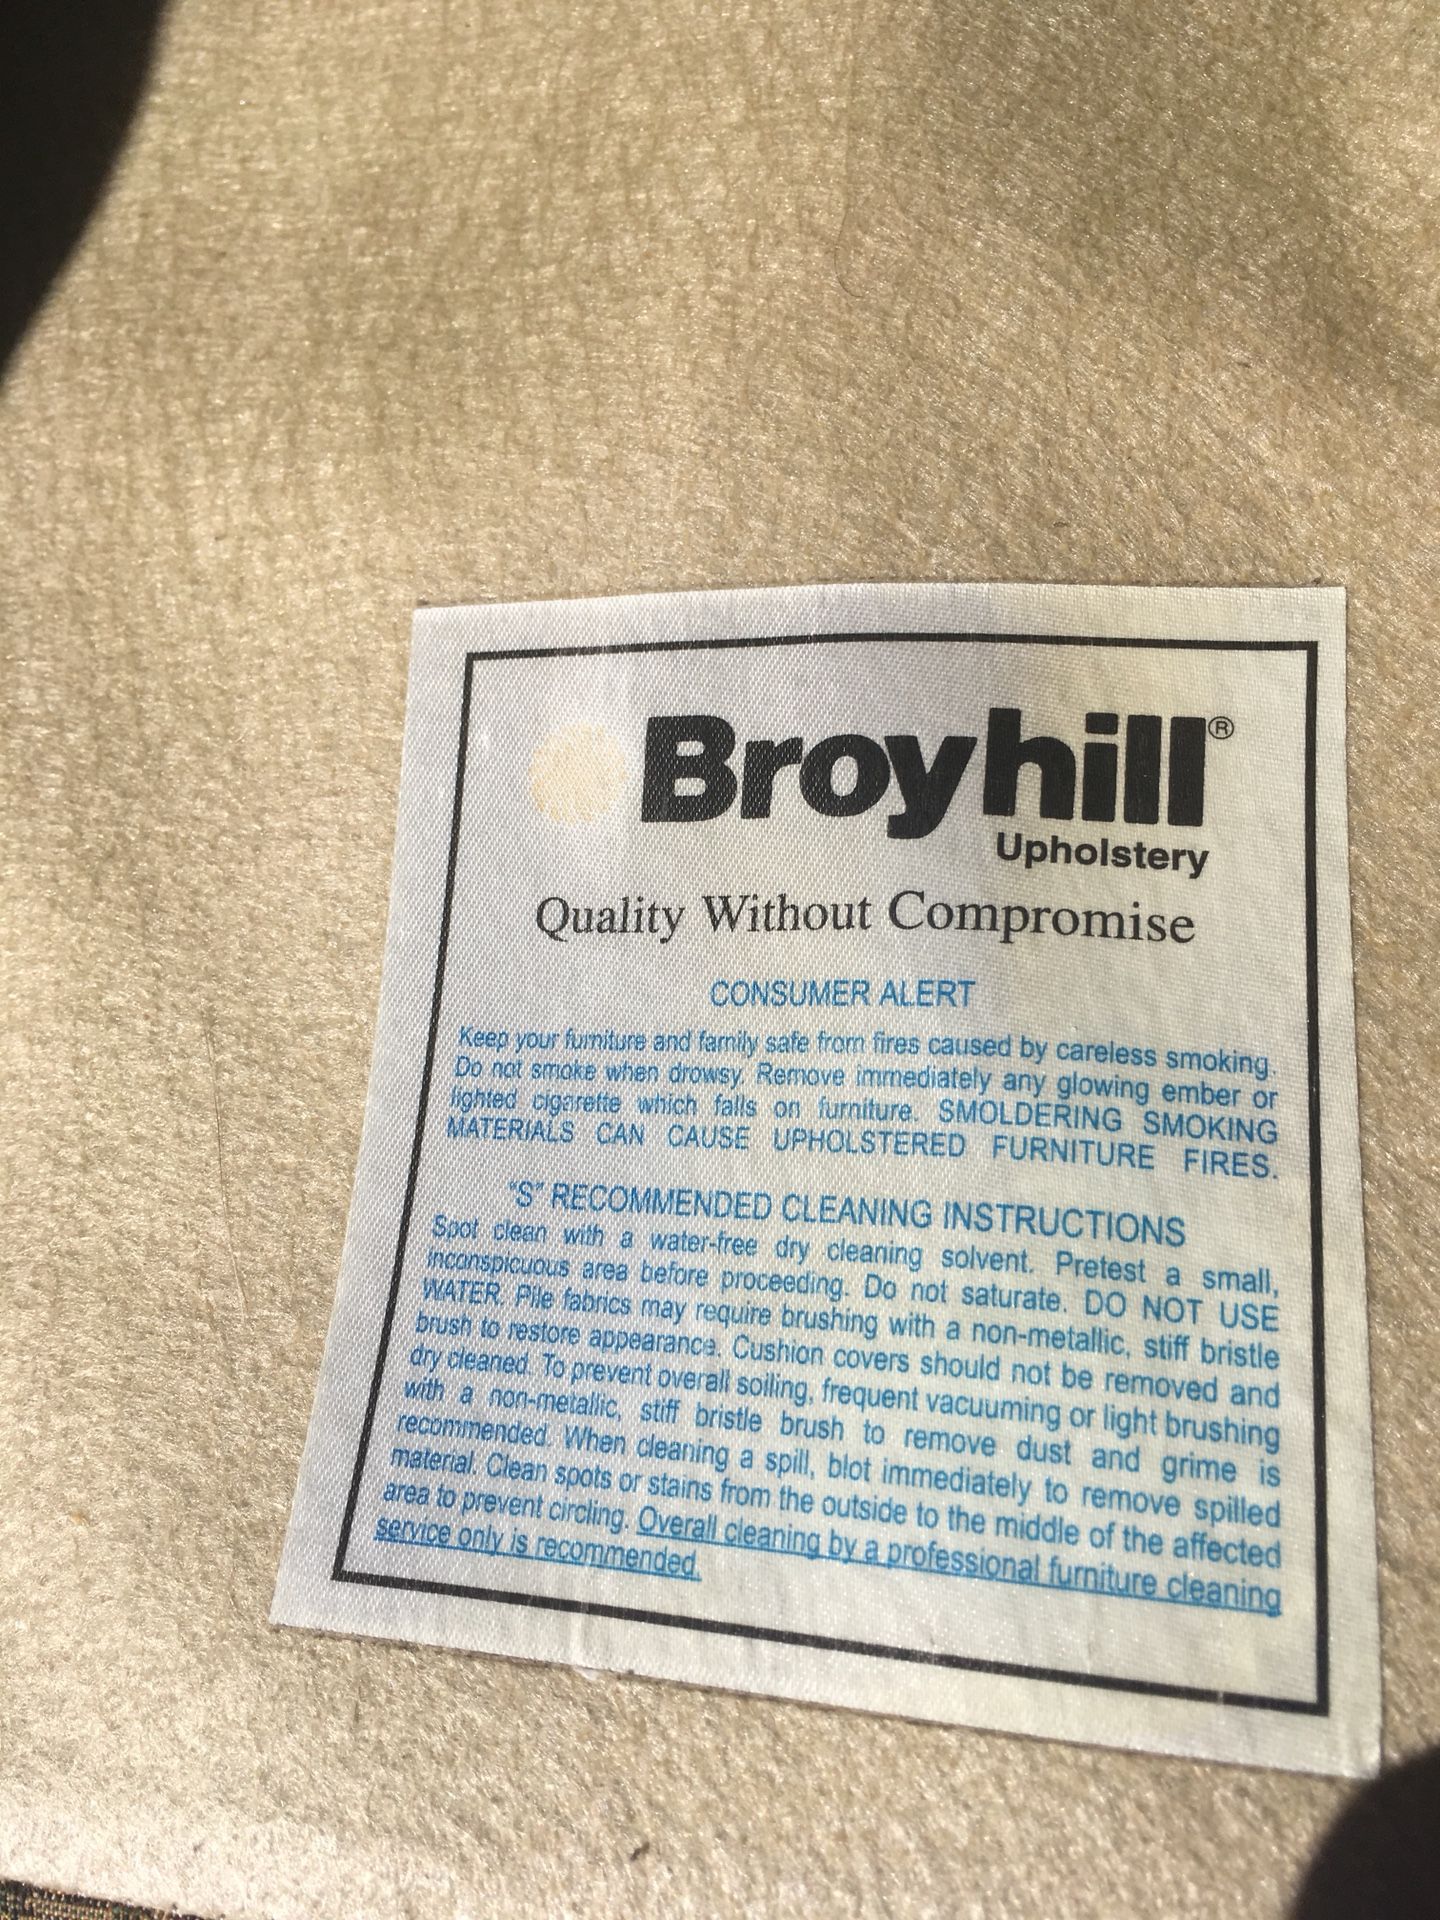 Broyhill®
Upholstery
Quality Without Compromise
CONSUMER ALERT
Keep your furniture and family safe from fires caused by careless smoking.
Do not smoke when drowsy. Remove immediately any glowing ember or
lighted cigarette which falls on furniture. SMOLDERING SMOKING
MATERIALS CAN CAUSE UPHOLSTERED FURNITURE FIRES.
"S" RECOMMENDED CLEANING INSTRUCTIONS
Spot clean with a water-free dry cleaning solvent. Pretest a small,
inconspicuous area before proceeding. Do not saturate. DO NOT USE
WATER. Pile fabrics may require brushing with a non-metallic, stiff bristle
brush to restore appearance. Cushion covers should not be removed and
dry cleaned. To prevent overall soiling, frequent vacuuming or light brushing
with a non-metallic, stiff bristle brush to remove dust and grime is
recommended. When cleaning a spill, blot immediately to remove spilled
material. Clean spots or stains from the outside to the middle of the affected
area to prevent circling. Overall cleaning by a professional furniture cleaning
service only is recommended.